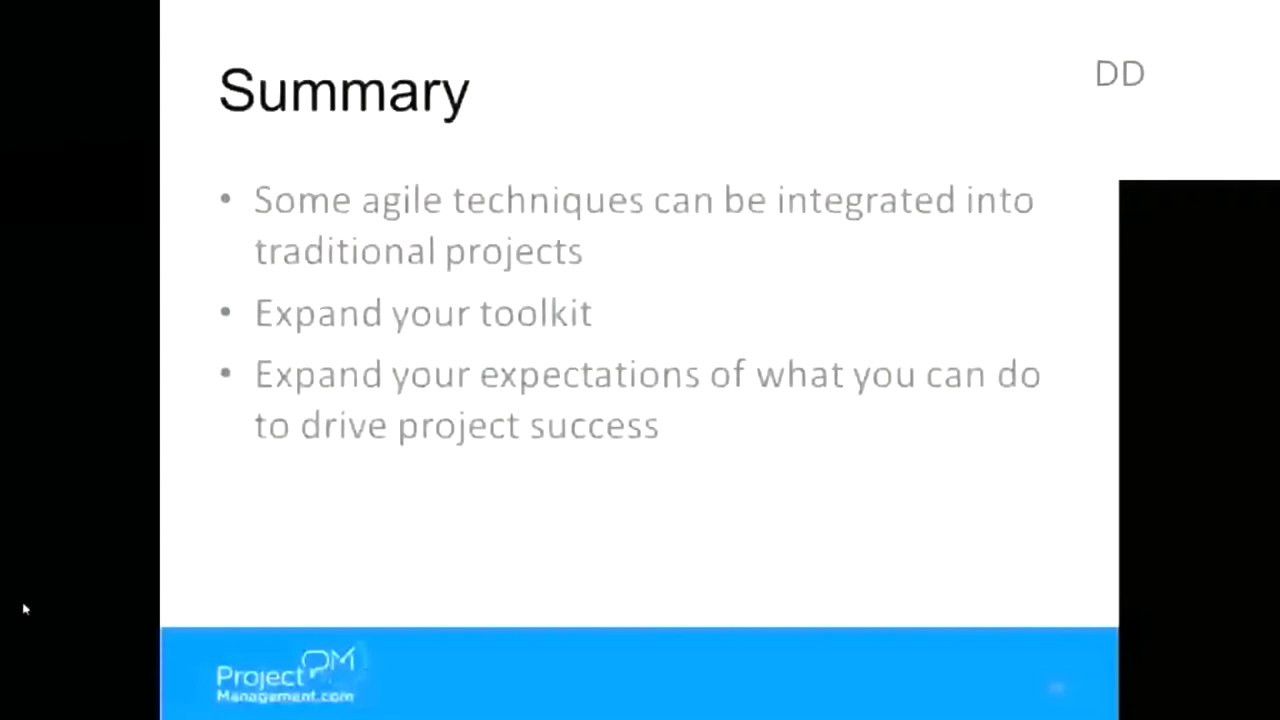 Summary
DD
• Some agile techniques can be integrated into
traditional projects
• Expand your toolkit
• Expand your expectations of what you can do
to drive project success
PM
Project
Management.com